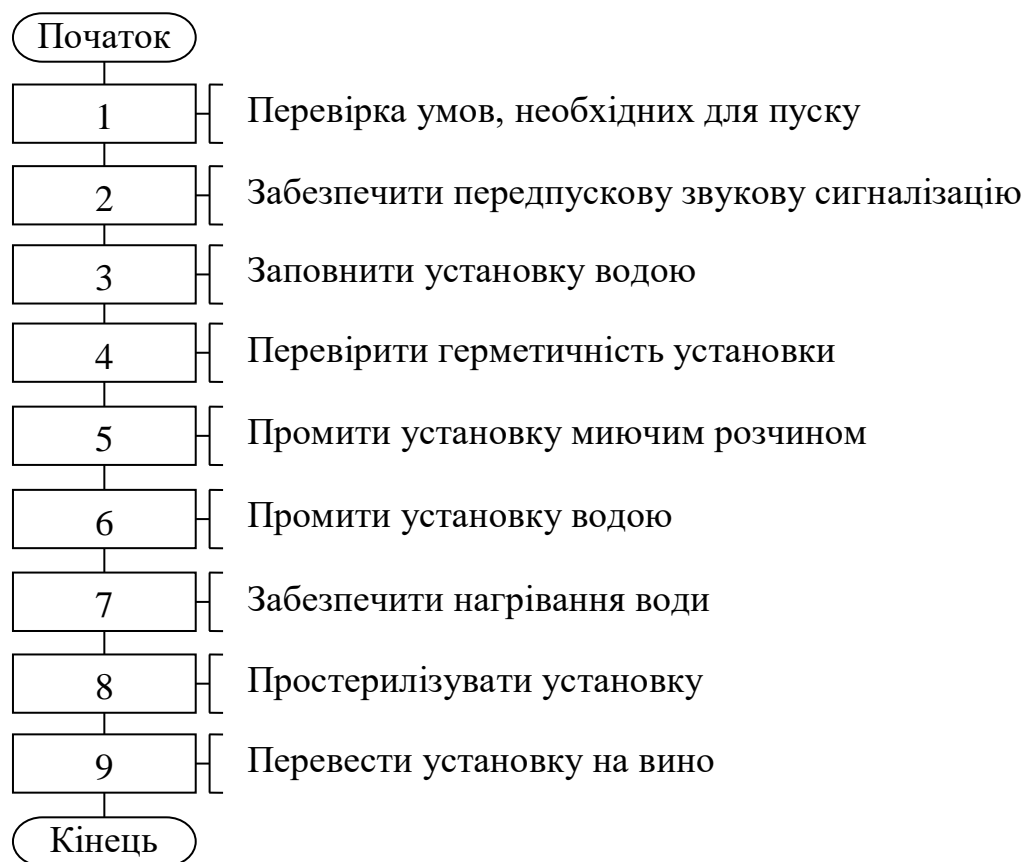 Початок
1 Перевірка умов, необхідних для пуску
2 Забезпечити передпускову звукову сигналізацію
3 Заповнити установку водою
4 Перевірити герметичність установки
5 Промити установку миючим розчином
6 Промити установку водою
7 Забезпечити нагрівання води
8 Простерилізувати установку
9 Перевести установку на вино
Кінець